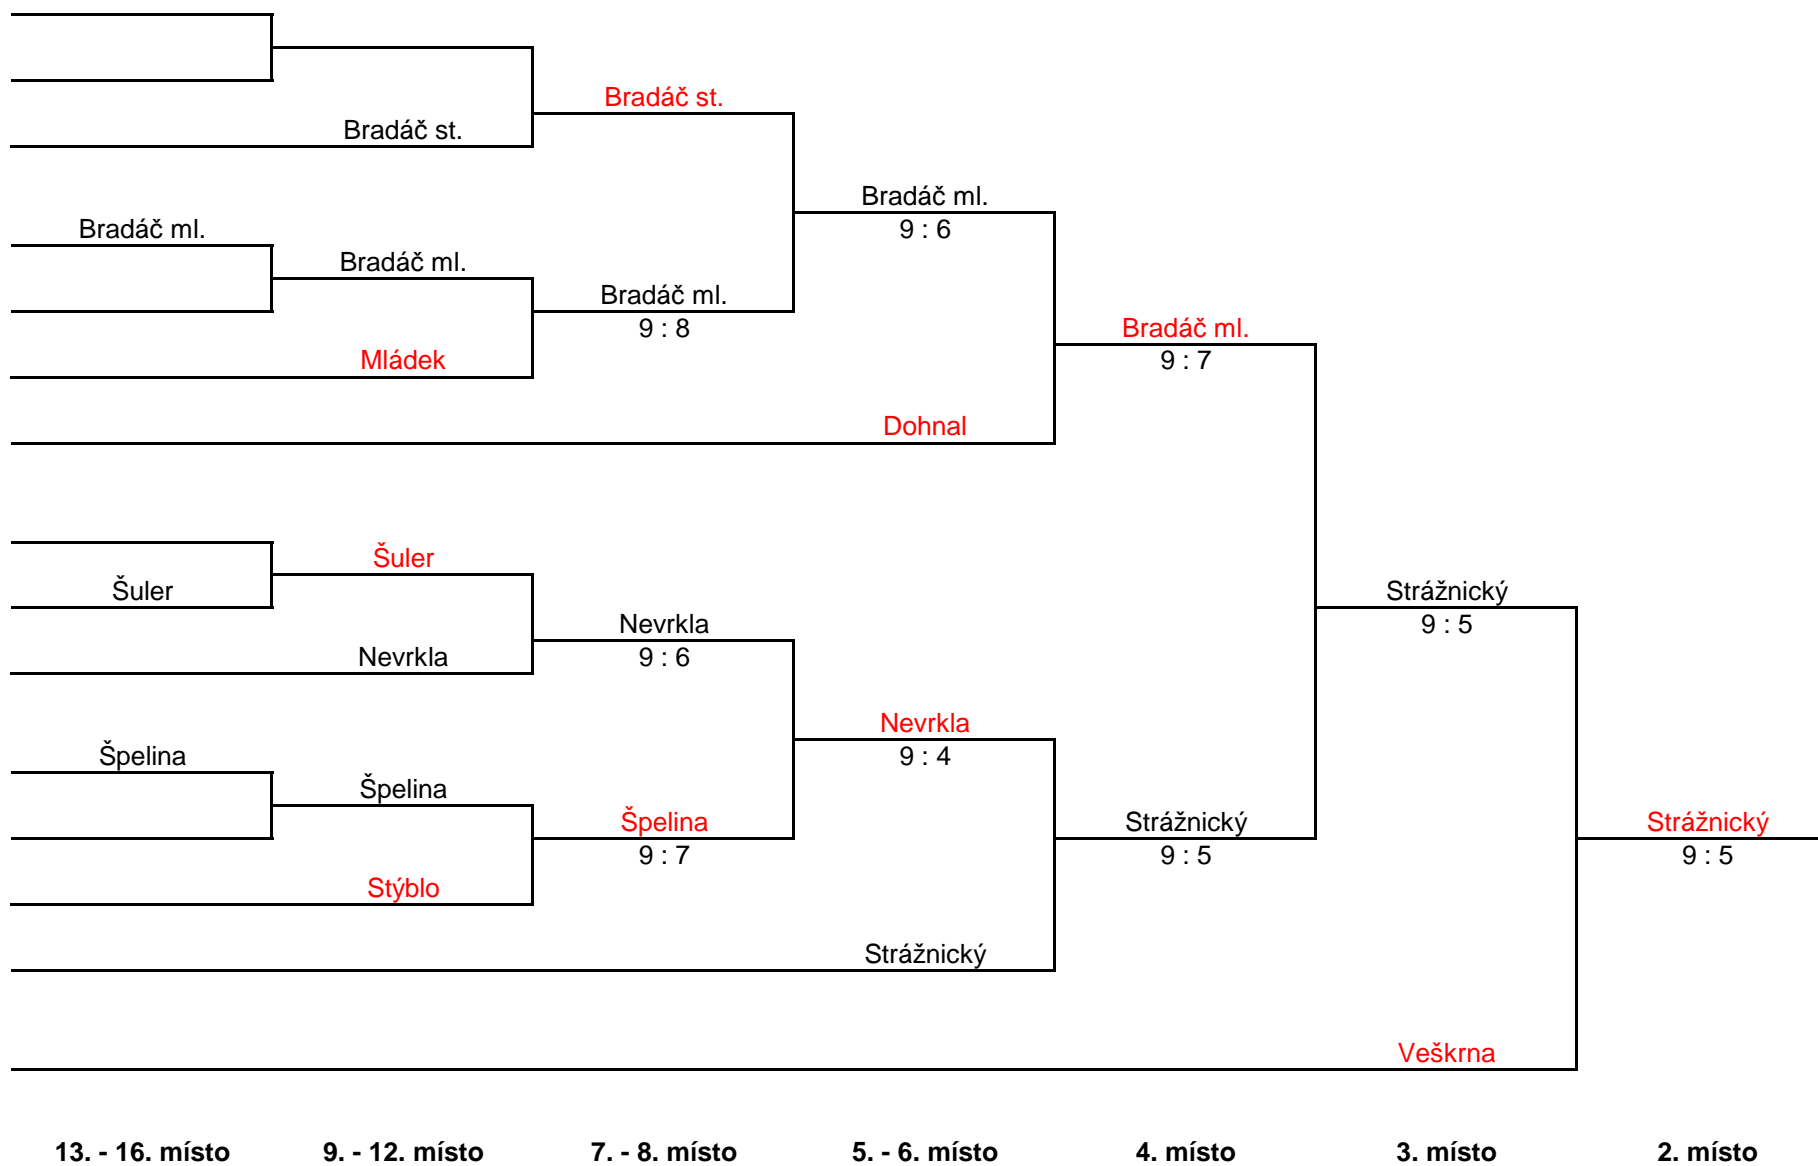 Bradáč st.
Bradáč st.
Bradáč ml.
Bradáč ml.
9 : 6
Bradáč ml.
Bradáč ml.
9 : 8
Bradáč ml.
9 : 7
Mládek
Dohnal
Šuler
Šuler
Strážnický
9 : 5
Nevrkla
9 : 6
Nevrkla
Nevrkla
9 : 4
Špelina
Špelina
Špelina
9 : 7
Strážnický
9 : 5
Strážnický
9 : 5
Stýblo
Strážnický
Veškrna
13. - 16. místo 9. - 12. místo 7. - 8. místo 5. - 6. místo 4. místo 3. místo 2. místo